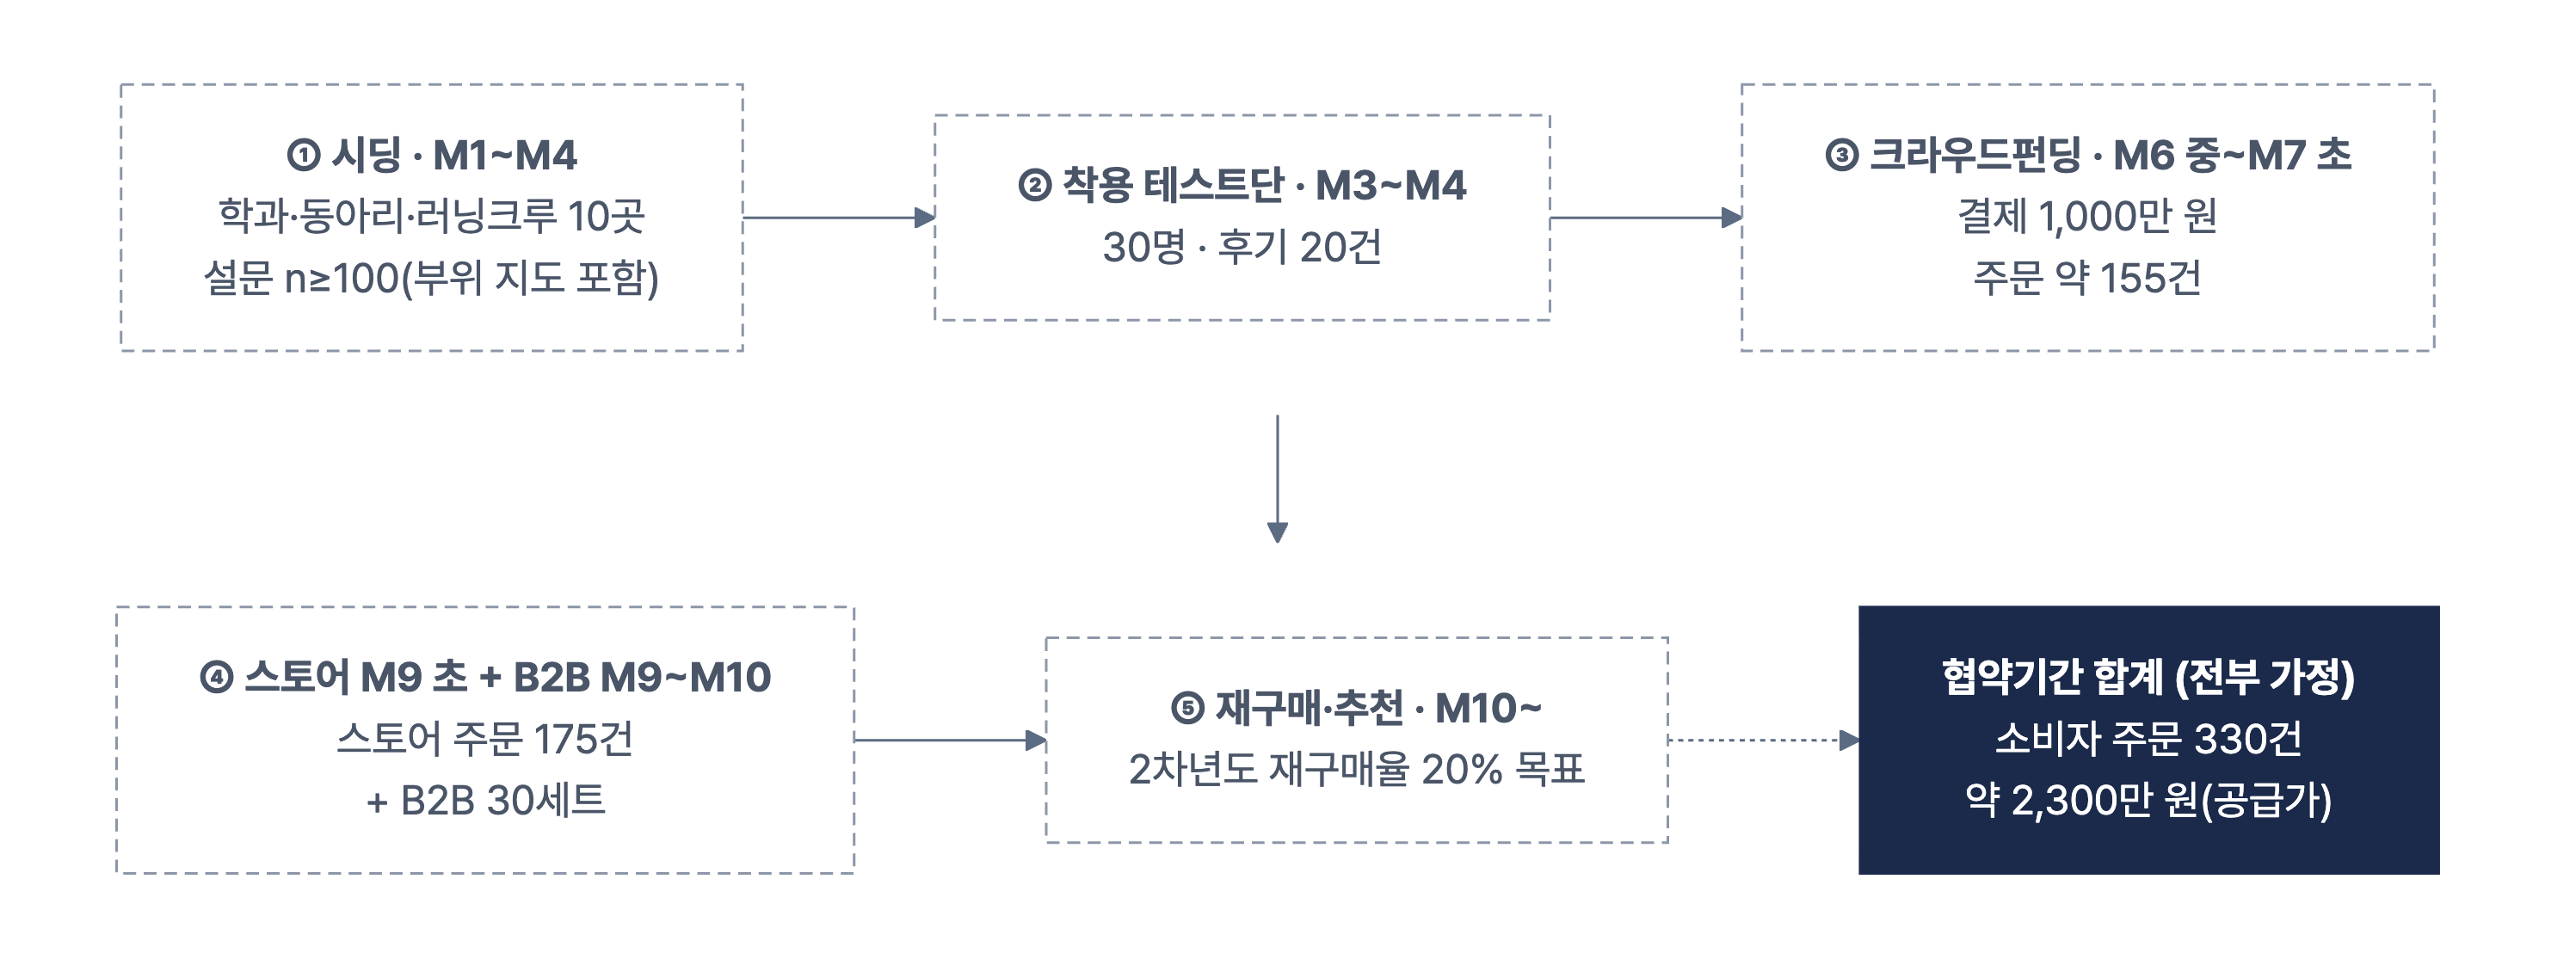 ① 시딩 · M1~M4
학과·동아리·러닝크루 10곳
설문 n≥100(부위 지도 포함)
② 착용 테스트단 · M3~M4
30명 · 후기 20건
③ 크라우드펀딩 · M6 중~M7 초
결제 1,000만 원
주문 약 155건
④ 스토어 M9 초 + B2B M9~M10
스토어 주문 175건
+ B2B 30세트
⑤ 재구매·추천 · M10~
2차년도 재구매율 20% 목표
협약기간 합계 (전부 가정)
소비자 주문 330건
약 2,300만 원(공급가)